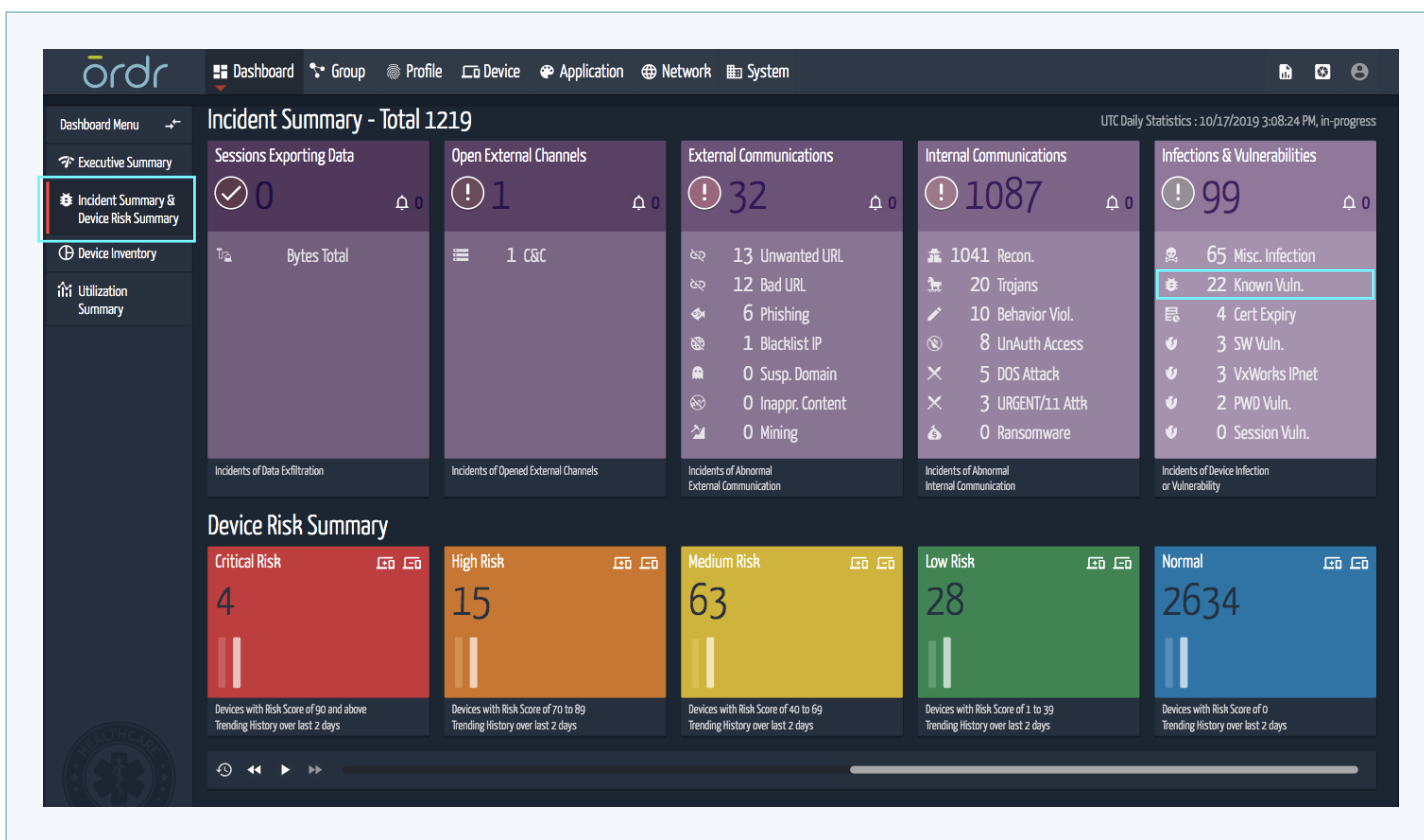 ōrdr
Dashboard Group Profile Device Application Network System
Dashboard Menu
Executive Summary
Incident Summary &
Device Risk Summary
Device Inventory
Utilization
Summary
Incident Summary - Total 1219
UTC Daily Statistics : 10/17/2019 3:08:24 PM, in-progress
Sessions Exporting Data
0
0
Bytes Total
Incidents of Data Exfiltration
Open External Channels
1
0
1 C&C
Incidents of Opened External Channels
External Communications
32
0
13 Unwanted URL
12 Bad URL
6 Phishing
1 Blacklist IP
0 Susp. Domain
0 Inappr. Content
0 Mining
Incidents of Abnormal
External Communication
Internal Communications
1087
0
1041 Recon.
20 Trojans
10 Behavior Viol.
8 UnAuth Access
5 DOS Attack
3 URGENT/11 Attk
0 Ransomware
Incidents of Abnormal
Internal Communication
Infections & Vulnerabilities
99
0
65 Misc. Infection
22 Known Vuln.
4 Cert Expiry
3 SW Vuln.
3 VxWorks IPnet
2 PWD Vuln.
0 Session Vuln.
Incidents of Device Infection
or Vulnerability
Device Risk Summary
Critical Risk
4
Devices with Risk Score of 90 and above
Trending History over last 2 days
High Risk
15
Devices with Risk Score of 70 to 89
Trending History over last 2 days
Medium Risk
63
Devices with Risk Score of 40 to 69
Trending History over last 2 days
Low Risk
28
Devices with Risk Score of 1 to 39
Trending History over last 2 days
Normal
2634
Devices with Risk Score of 0
Trending History over last 2 days
HEALTHCARE